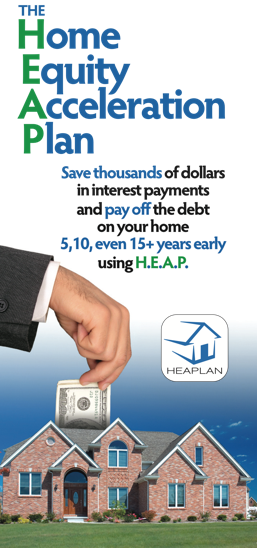 THE
Home
Equity
Acceleration
Plan
Save thousands of dollars
in interest payments
and pay off the debt
on your home
5,10, even 15+ years early
using H.E.A.P.
HEAPLAN